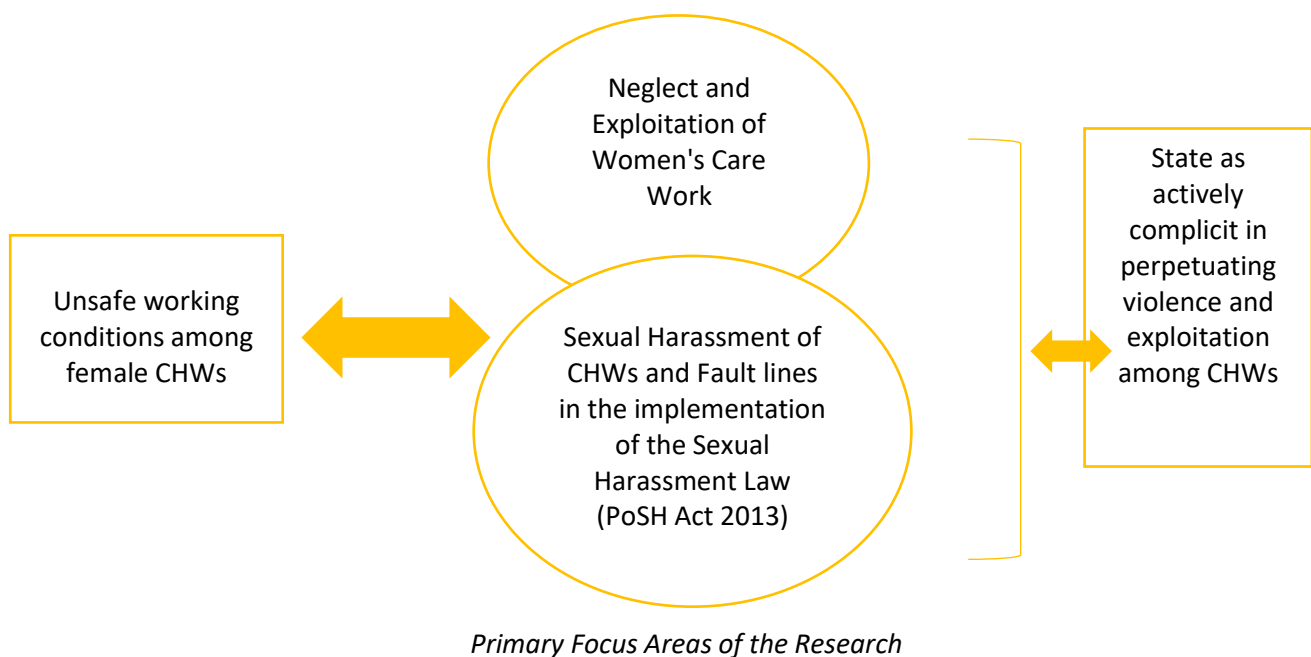 Neglect and
Exploitation of
Women's Care
Work
Unsafe working
conditions among
female CHWs
Sexual Harassment of
CHWs and Fault lines
in the implementation
of the Sexual
Harassment Law
(PoSH Act 2013)
State as
actively
complicit in
perpetuating
violence and
exploitation
among CHWs
Primary Focus Areas of the Research